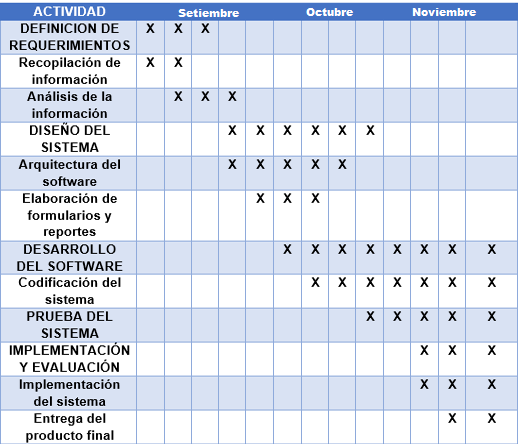 ACTIVIDAD Setiembre Octubre Noviembre
DEFINICION DE X X X
REQUERIMIENTOS
Recopilación de X X
información
Análisis de la X X X
información
DISEÑO DEL X X X X X X
SISTEMA
Arquitectura del X X X X X
software
Elaboración de X X X
formularios y
reportes
DESARROLLO X X X X X X X X
DEL SOFTWARE
Codificación del X X X X X X X
sistema
PRUEBA DEL X X X X X
SISTEMA
IMPLEMENTACIÓN X X X
Y EVALUACIÓN
Implementación X X X
del sistema
Entrega del X X
producto final